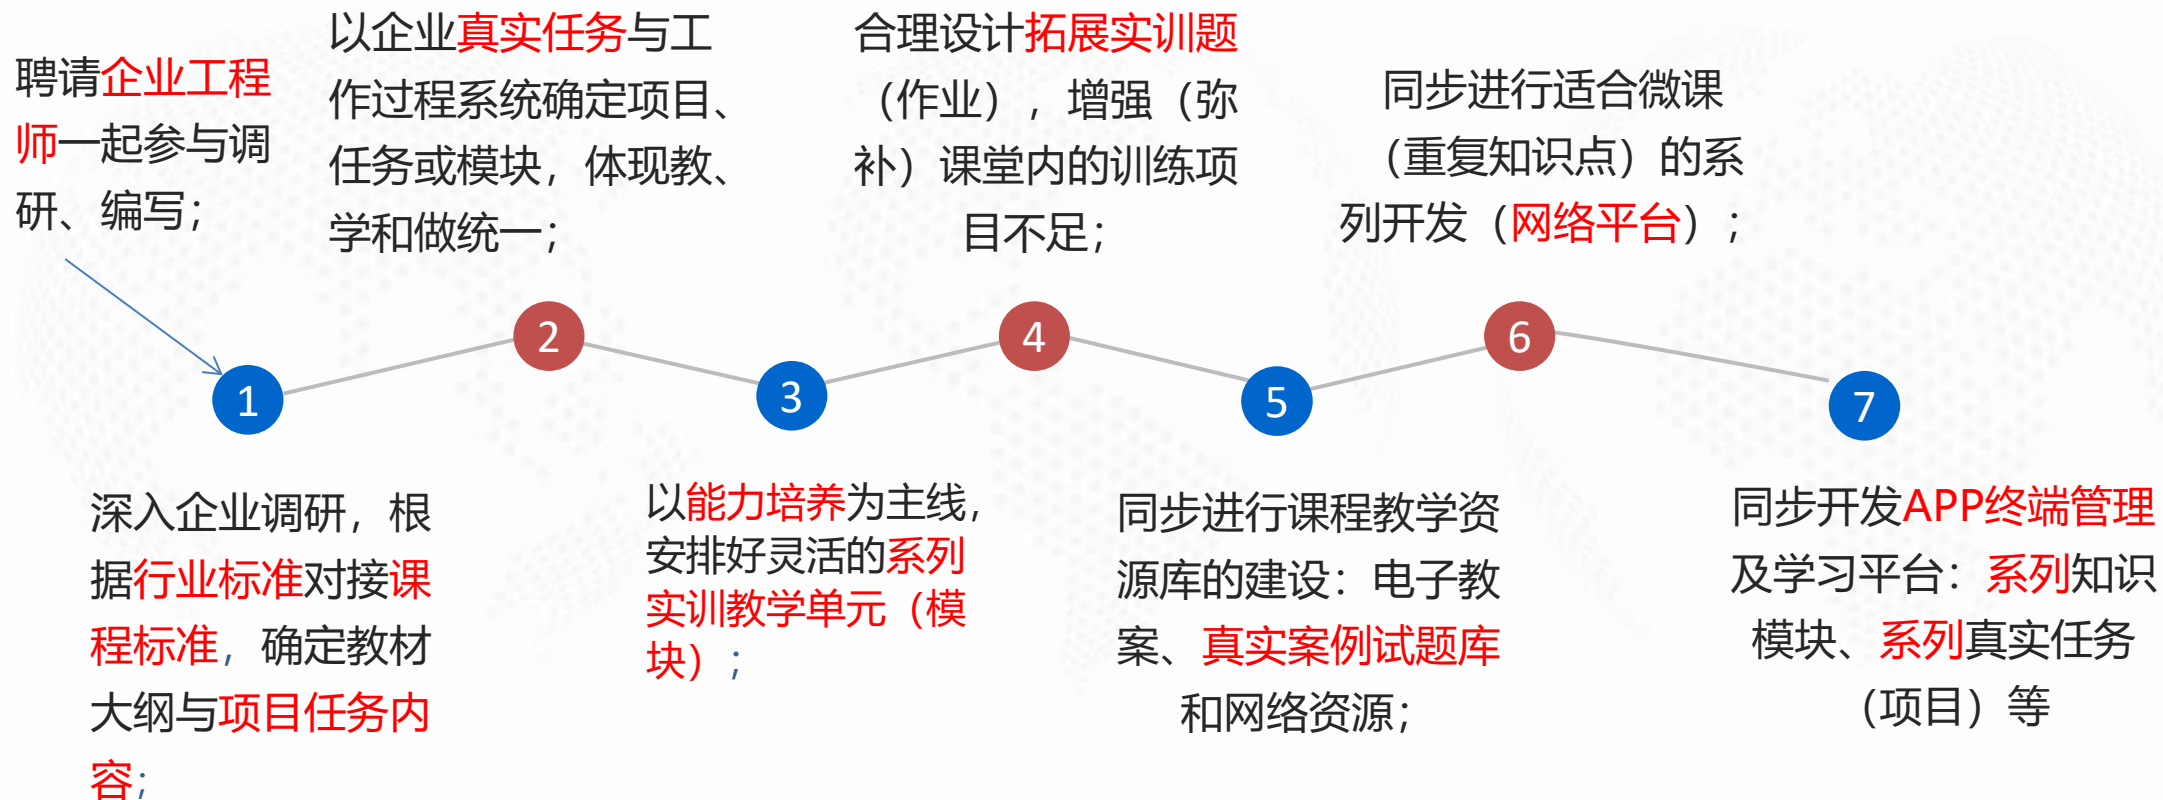 聘请企业工程
师一起参与调
研、编写；
以企业真实任务与工
作过程系统确定项目、
任务或模块，体现教、
学和做统一；
合理设计拓展实训题
（作业），增强（弥
补）课堂内的训练项
目不足；
同步进行适合微课
（重复知识点）的系
列开发（网络平台）；
1
2
3
4
5
6
7
深入企业调研，根
据行业标准对接课
程标准，确定教材
大纲与项目任务内
容；
以能力培养为主线，
安排好灵活的系列
实训教学单元（模
块）；
同步进行课程教学资
源库的建设：电子教
案、真实案例试题库
和网络资源；
同步开发APP终端管理
及学习平台：系列知识
模块、系列真实任务
（项目）等